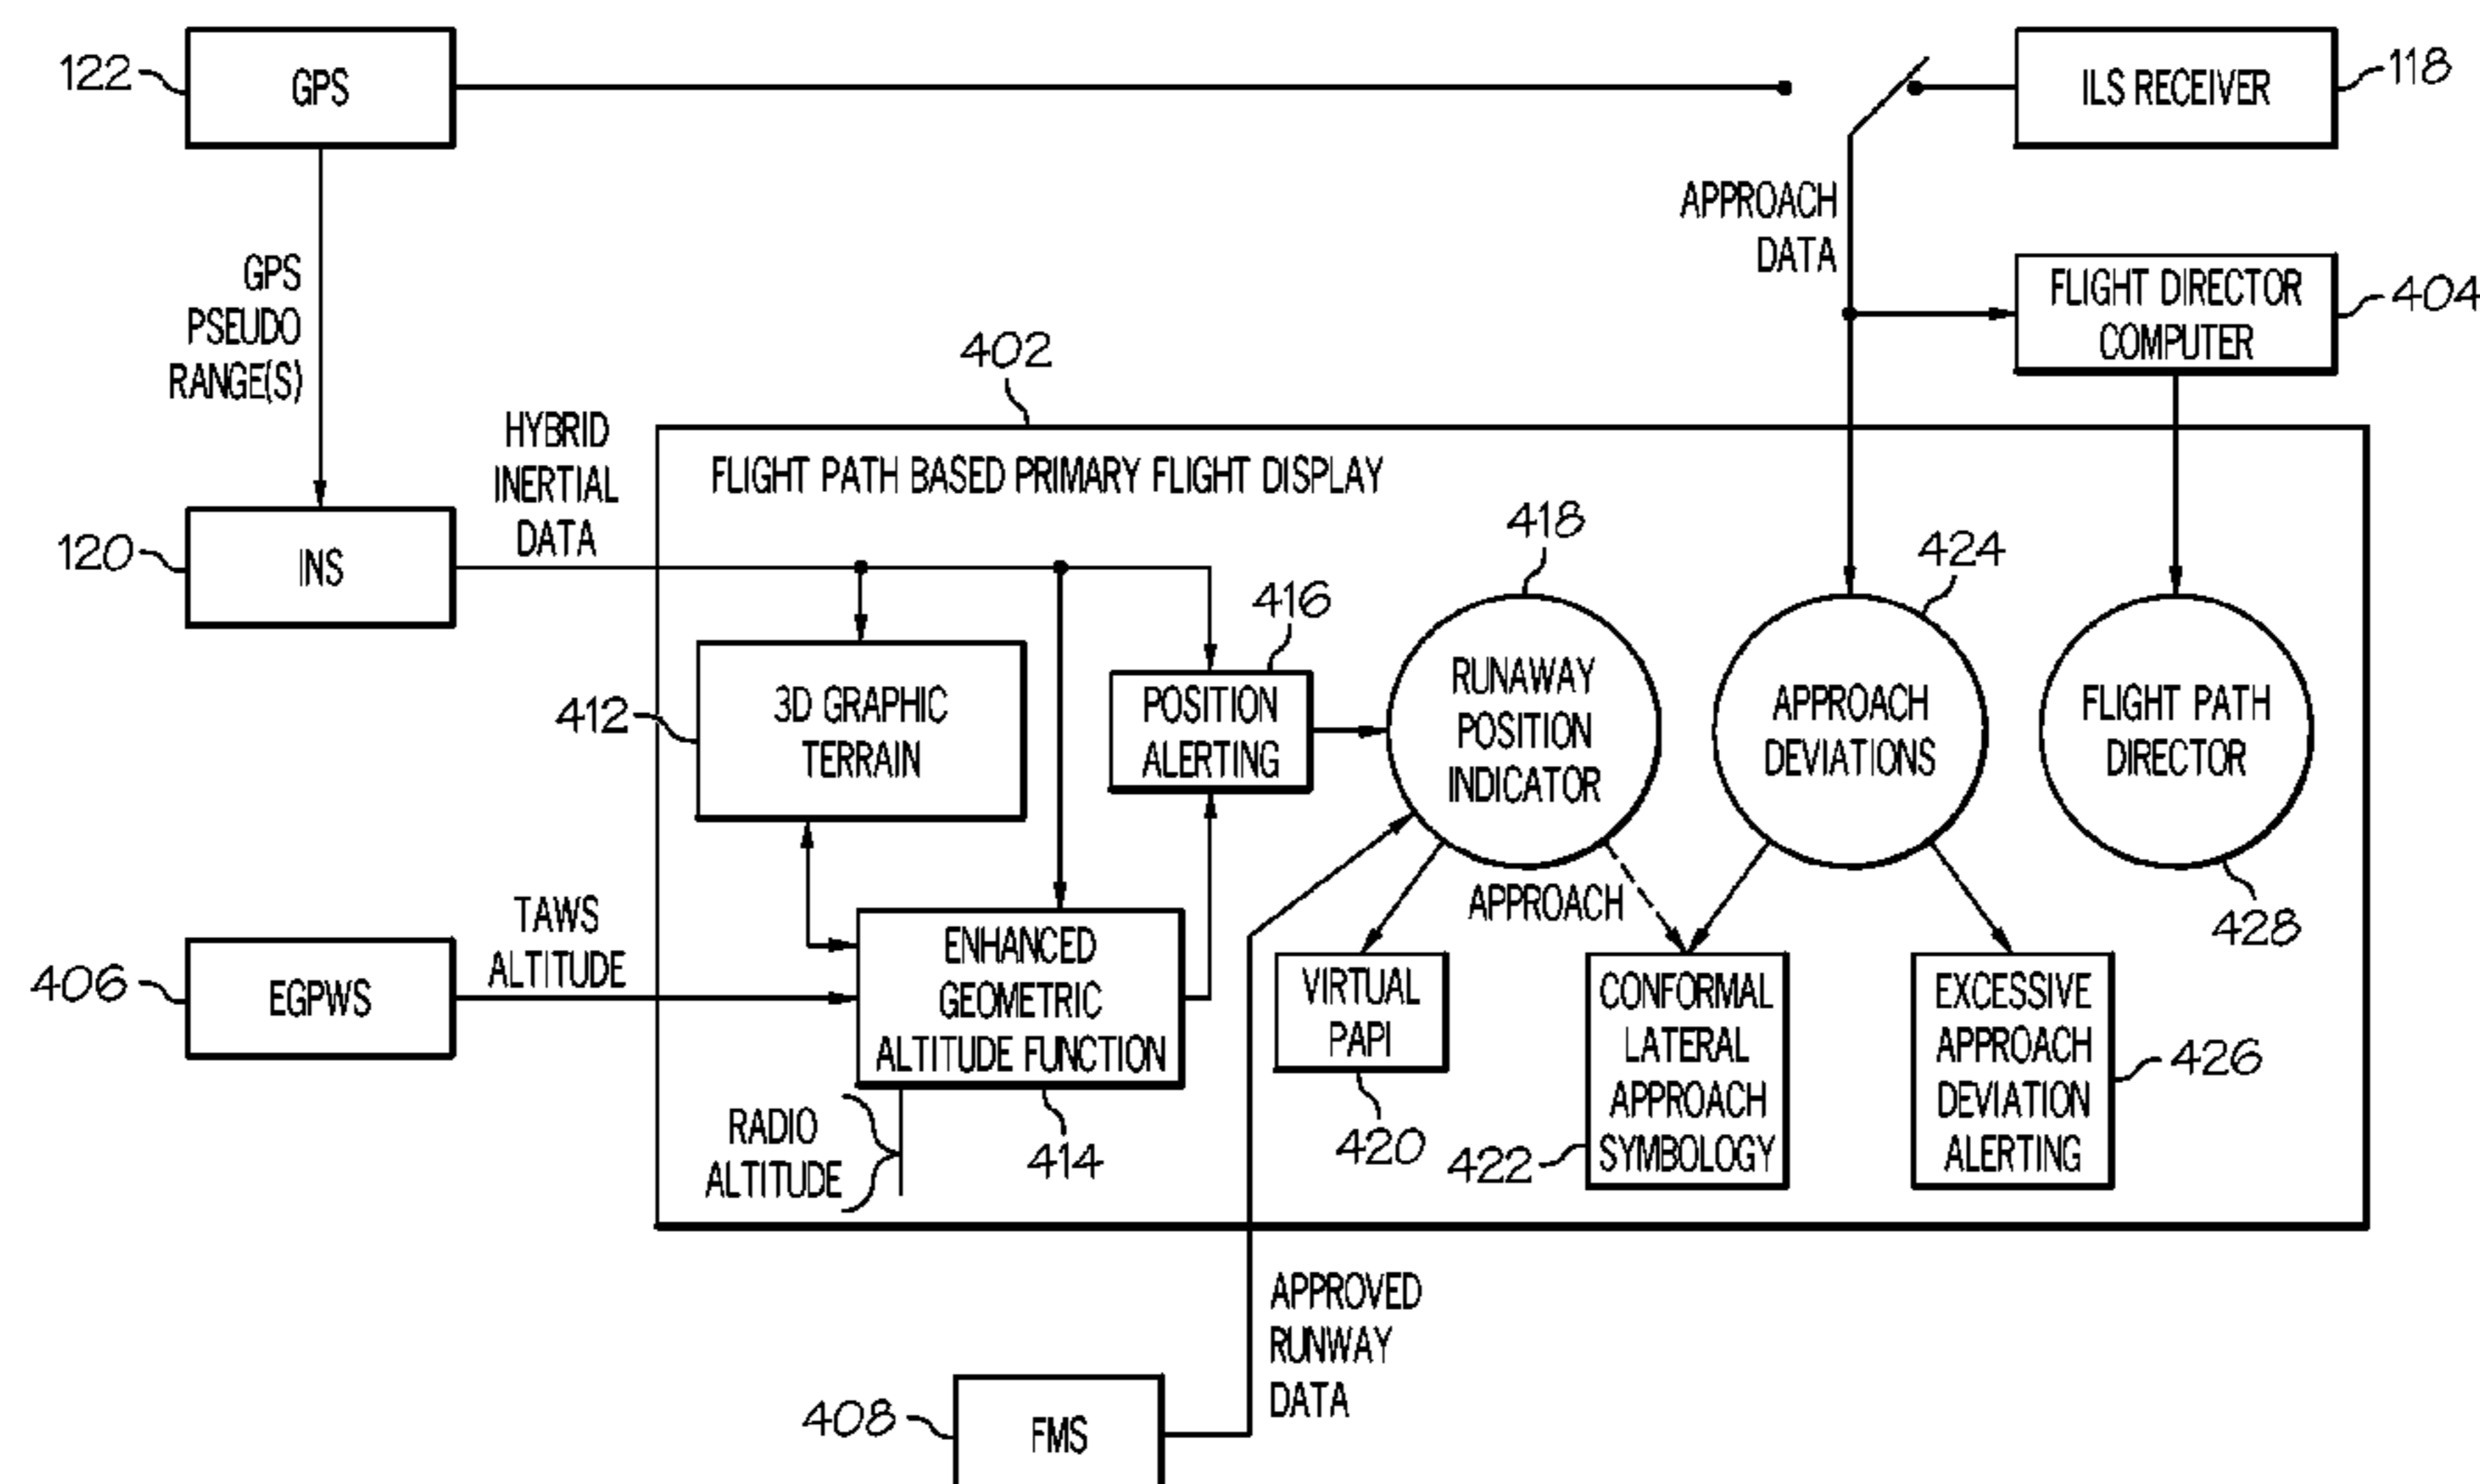 122
GPS
ILS RECEIVER
118
APPROACH
DATA
GPS
PSEUDO
RANGE(S)
FLIGHT DIRECTOR
COMPUTER
404
402
HYBRID
INERTIAL
DATA
FLIGHT PATH BASED PRIMARY FLIGHT DISPLAY
120
INS
418
424
416
412
3D GRAPHIC
TERRAIN
POSITION
ALERTING
RUNAWAY
POSITION
INDICATOR
APPROACH
DEVIATIONS
FLIGHT PATH
DIRECTOR
APPROACH
428
406
EGPWS
TAWS
ALTITUDE
ENHANCED
GEOMETRIC
ALTITUDE FUNCTION
VIRTUAL
PAPI
CONFORMAL
LATERAL
APPROACH
SYMBOLOGY
EXCESSIVE
APPROACH
DEVIATION
ALERTING
426
RADIO
ALTITUDE
414
420
422
APPROVED
RUNWAY
DATA
408
FMS